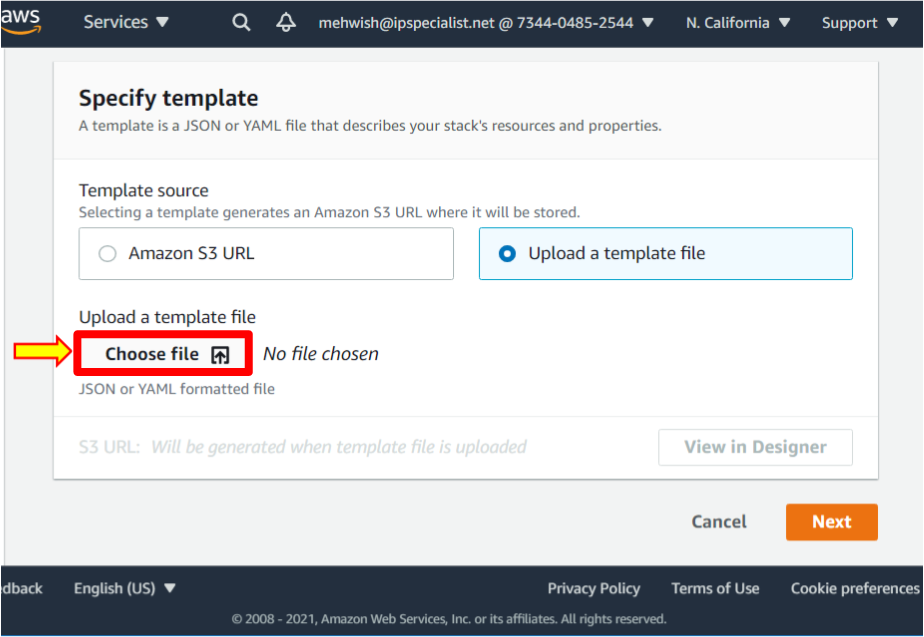 aws Services mehwish@ipspecialist.net @ 7344-0485-2544 N. California Support
Specify template
A template is a JSON or YAML file that describes your stack's resources and properties.
Template source
Selecting a template generates an Amazon S3 URL where it will be stored.
Amazon S3 URL Upload a template file
Upload a template file
Choose file No file chosen
JSON or YAML formatted file
S3 URL: Will be generated when template file is uploaded View in Designer
Cancel Next
edback English (US) Privacy Policy Terms of Use Cookie preferences
© 2008 - 2021, Amazon Web Services, Inc. or its affiliates. All rights reserved.